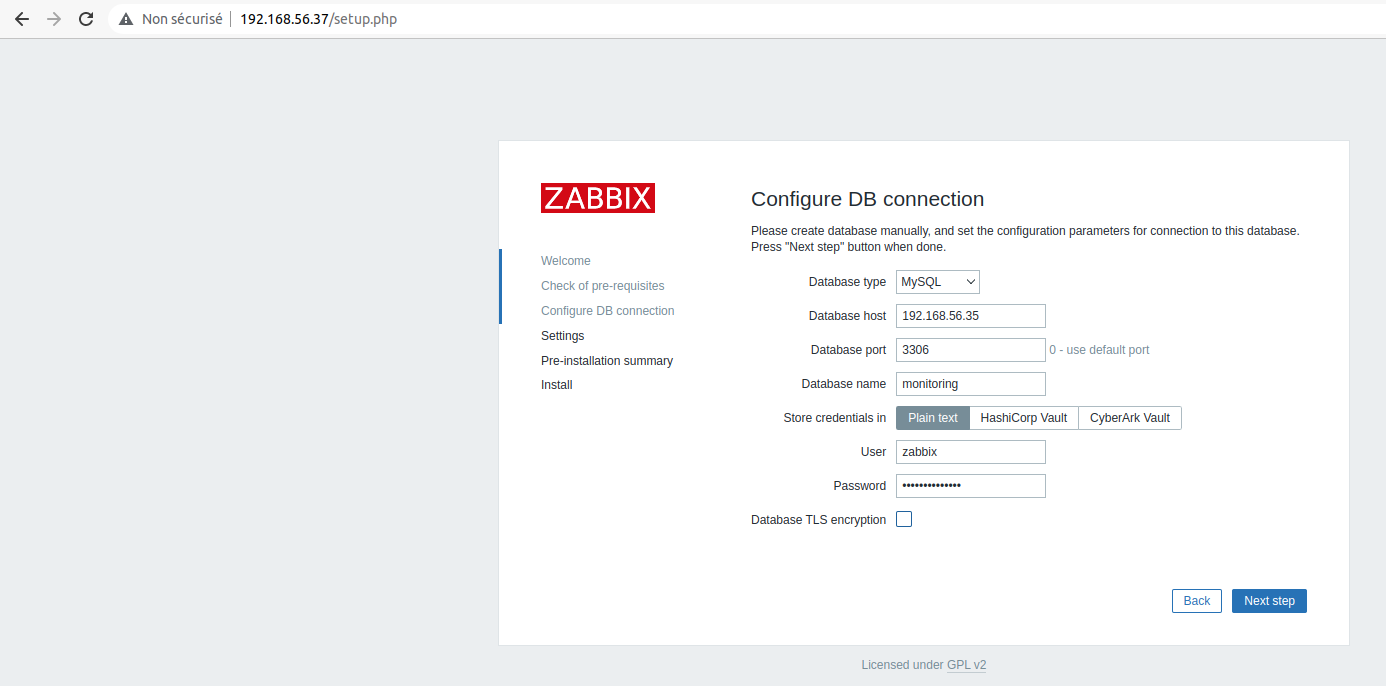 Non sécurisé 192.168.56.37/setup.php
ZABBIX
Welcome
Check of pre-requisites
Configure DB connection
Settings
Pre-installation summary
Install
Configure DB connection
Please create database manually, and set the configuration parameters for connection to this database.
Press "Next step" button when done.
Database type MySQL
Database host 192.168.56.35
Database port 3306 0 - use default port
Database name monitoring
Store credentials in Plain text HashiCorp Vault CyberArk Vault
User zabbix
Password ••••••••••••••
Database TLS encryption
Back Next step
Licensed under GPL v2